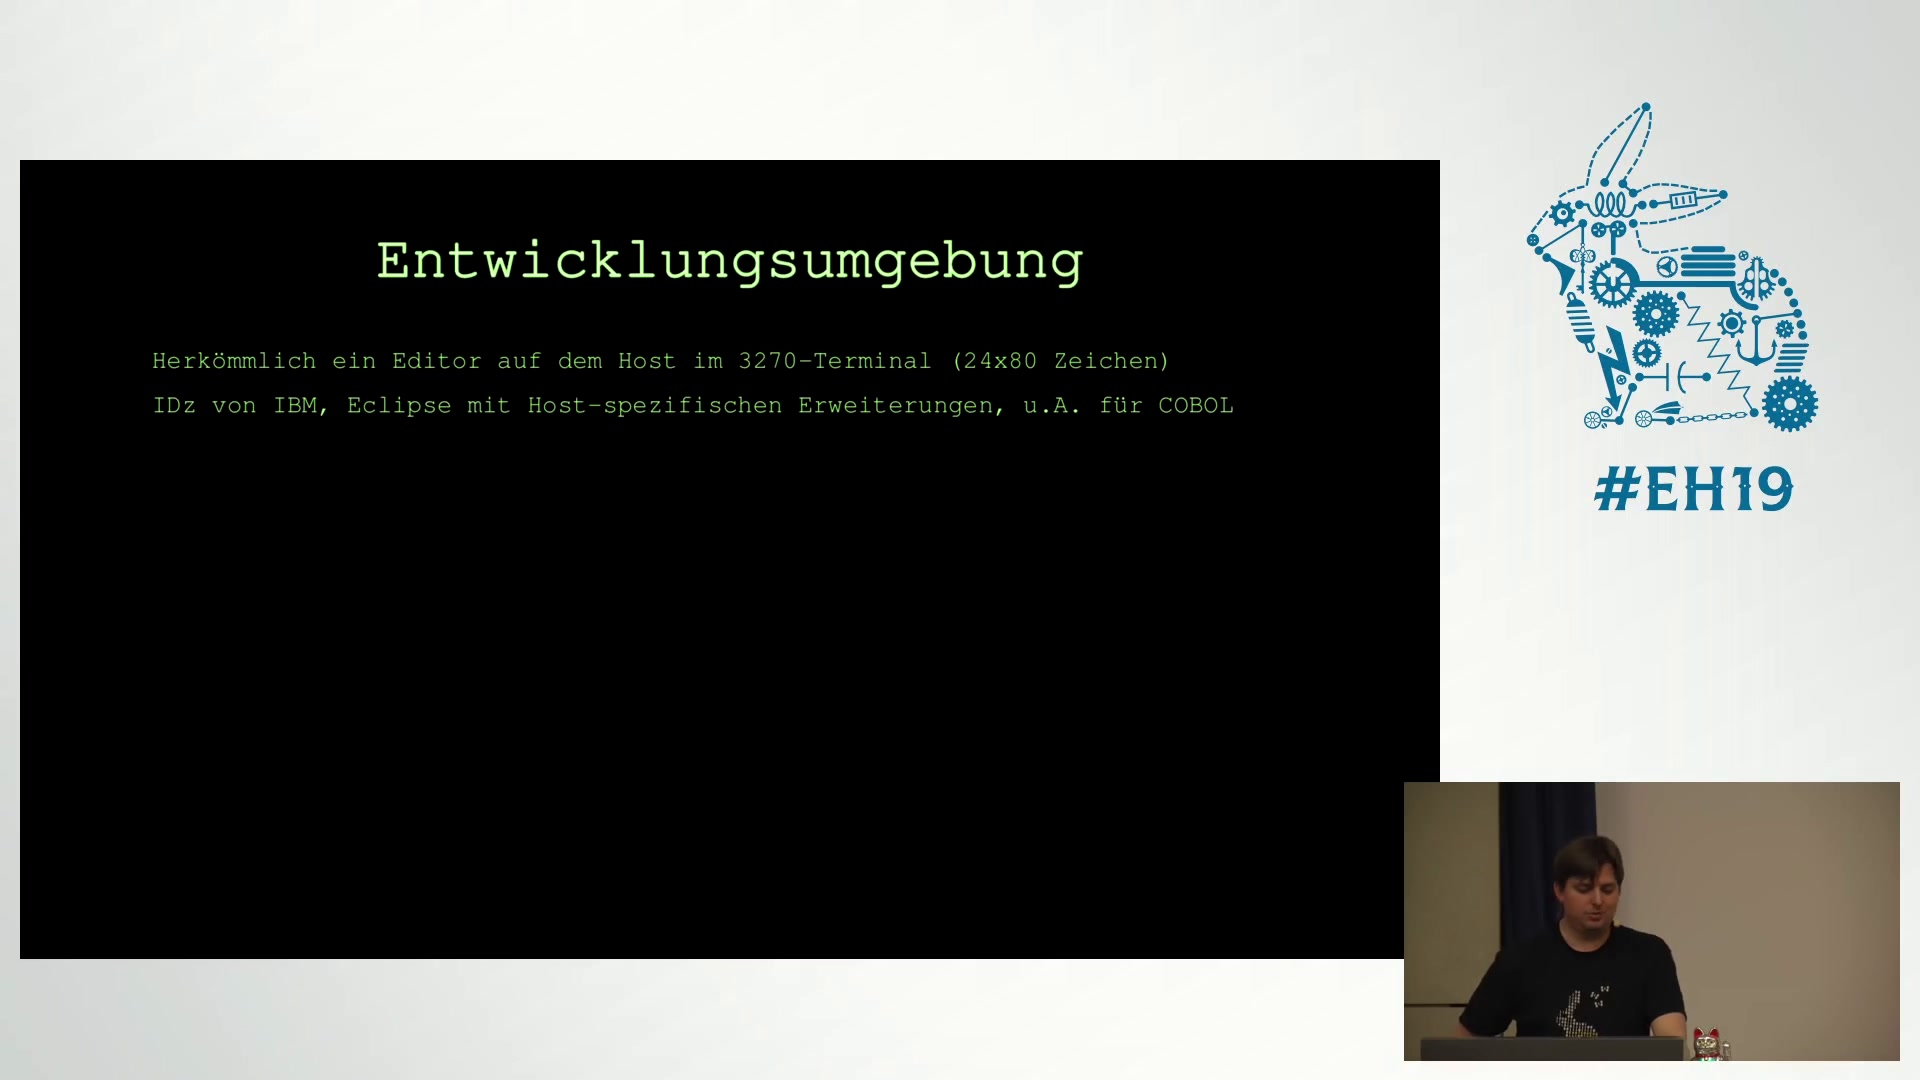 Entwicklungsumgebung
Herkömmlich ein Editor auf dem Host im 3270-Terminal (24x80 Zeichen)
IDz von IBM, Eclipse mit Host-spezifischen Erweiterungen, u.A. für COBOL
#EH19